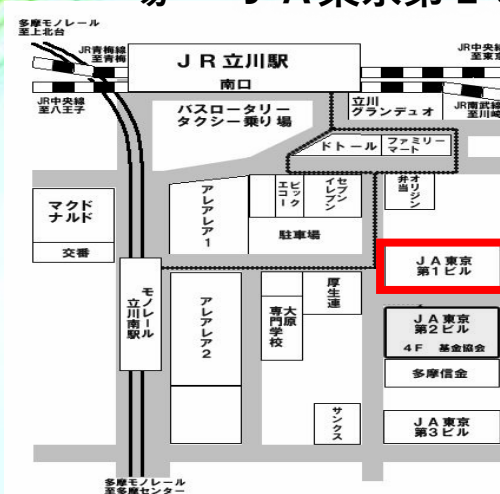 場
JA東京第1
多摩モノレール
至上北台
JR青梅線
至青梅
JR立川駅
南口
JR中央線
至東京
JR中央線
至八王子
バスロータリー
タクシー乗り場
立川
グランデュオ
JR南武線
至川崎
ドトール
ファミリー
マート
マクド
ナルド
交番
アレアレア1
ビック
エコー
セブン
イレブン
オリジン
弁当
駐車場
JA東京
第1ビル
モノレール
立川南駅
アレアレア2
大原
専門学校
厚生連
JA東京
第2ビル
4F 基金協会
多摩信金
サンクス
JA東京
第3ビル
多摩モノレール
至多摩センター